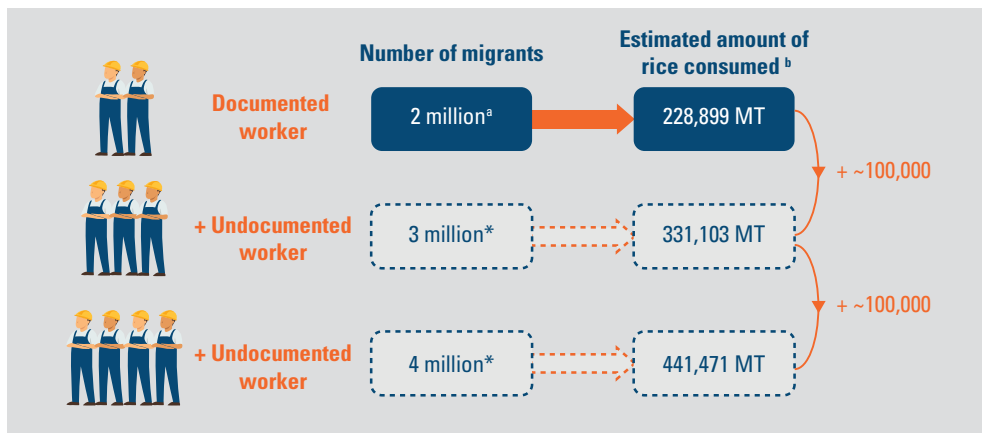 Number of migrants
Estimated amount of
rice consumed ᵇ
Documented
worker
2 millionᵃ
228,899 MT
+ ~100,000
+ Undocumented
worker
3 million*
331,103 MT
+ ~100,000
+ Undocumented
worker
4 million*
441,471 MT